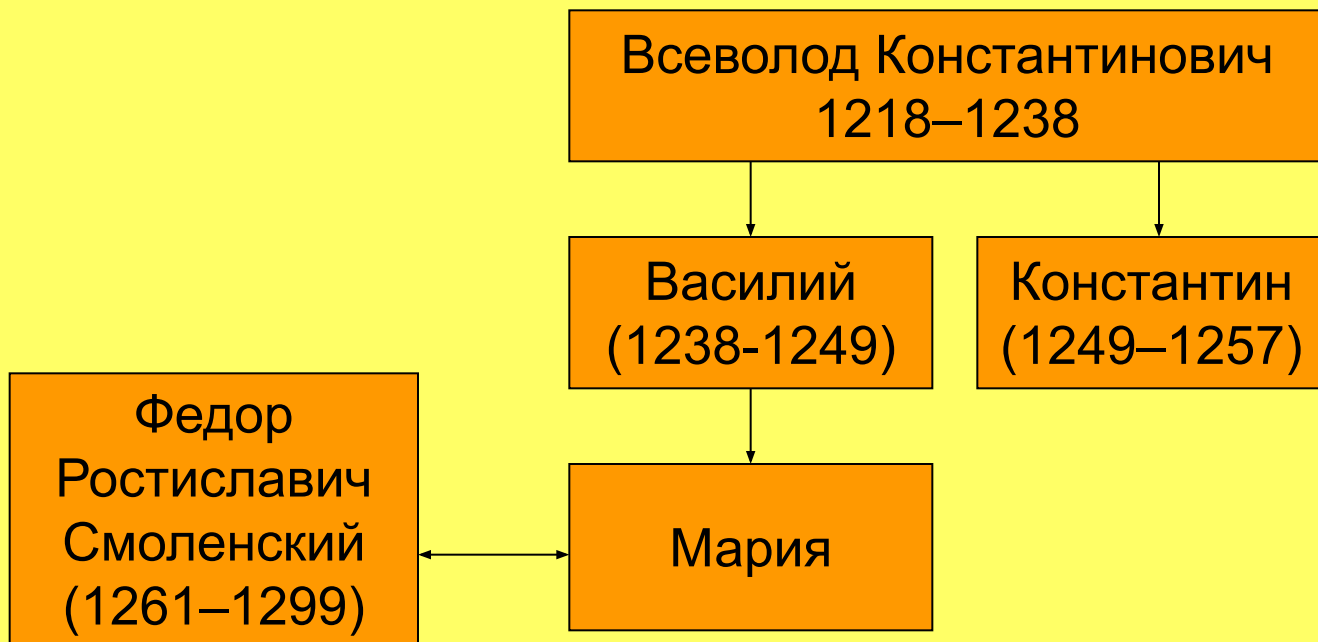 Всеволод Константинович
1218–1238
Василий
(1238-1249)
Константин
(1249–1257)
Федор
Ростиславич
Смоленский
(1261–1299)
Мария